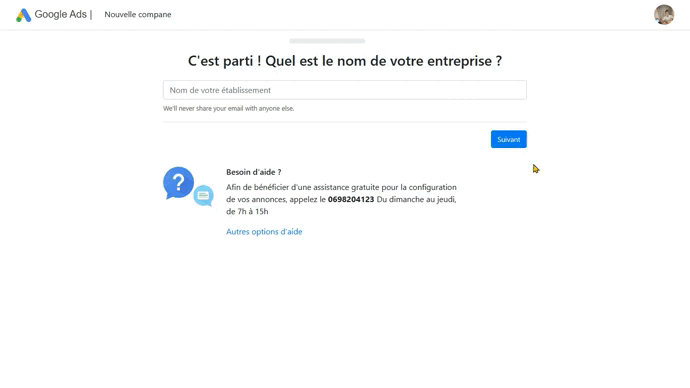 Google Ads | Nouvelle compane
C'est parti ! Quel est le nom de votre entreprise ?
Nom de votre établissement
We'll never share your email with anyone else.
Suivant
Besoin d'aide ?
Afin de bénéficier d'une assistance gratuite pour la configuration
de vos annonces, appelez le 0698204123 Du dimanche au jeudi,
de 7h à 15h
Autres options d'aide